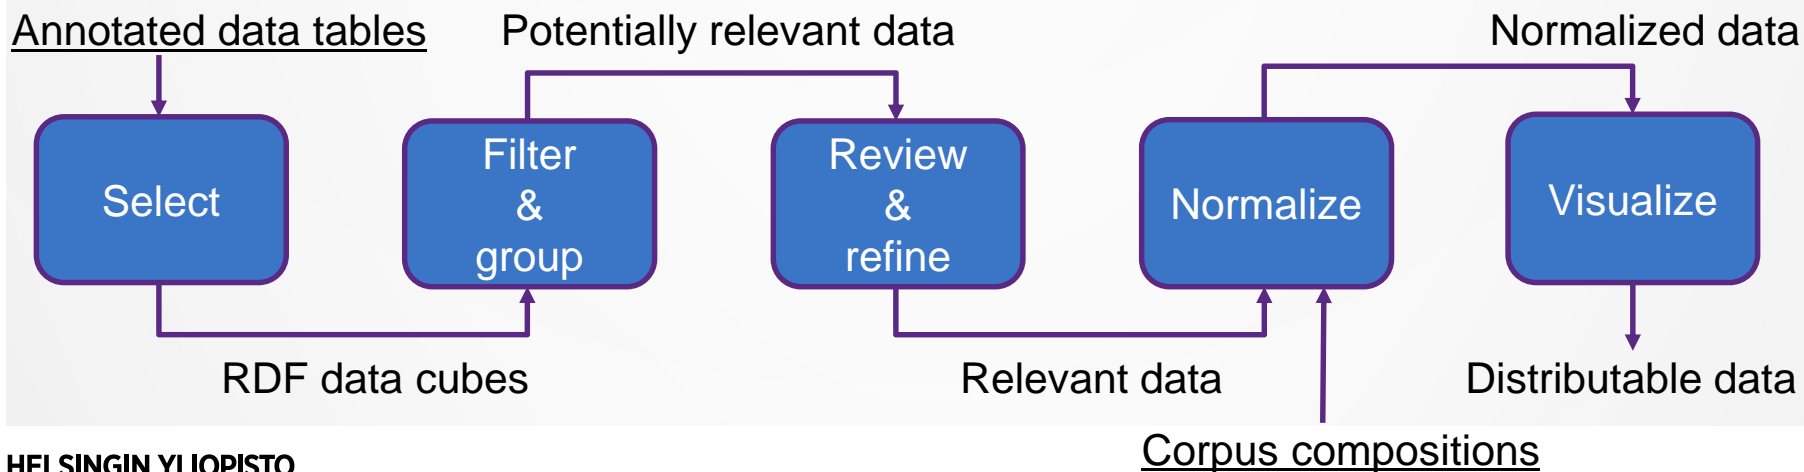 Annotated data tables
Potentially relevant data
Normalized data
Select
Filter
&
group
Review
&
refine
Normalize
Visualize
RDF data cubes
Relevant data
Distributable data
Corpus compositions
HELSINGIN YLIOPISTO